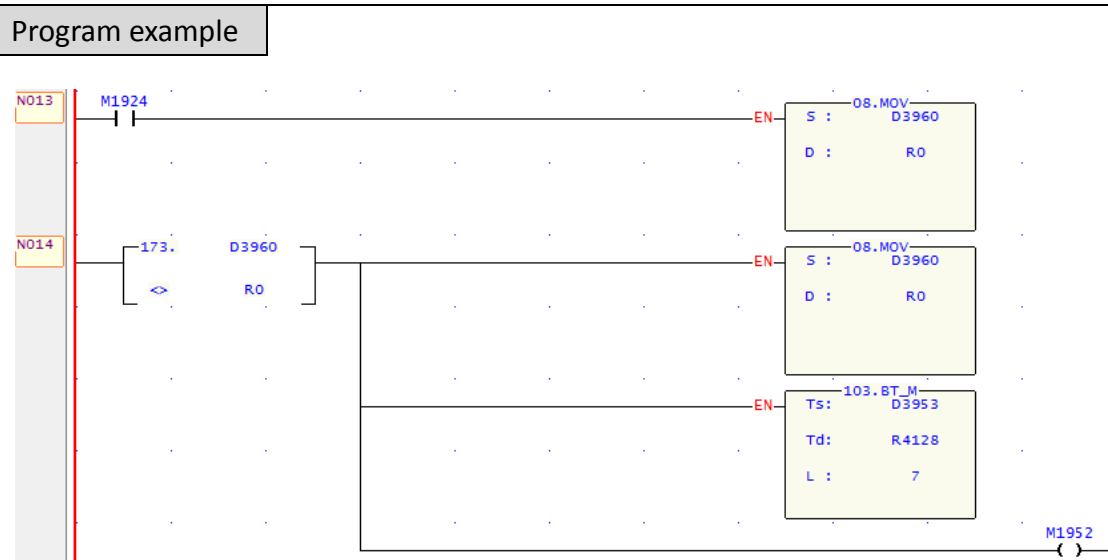 Program example
N013 M1924
08.MOV
EN S : D3960
D : R0
N014 173. D3960
<> R0
08.MOV
EN S : D3960
D : R0
103.BT_M
EN Ts: D3953
Td: R4128
L : 7
M1952